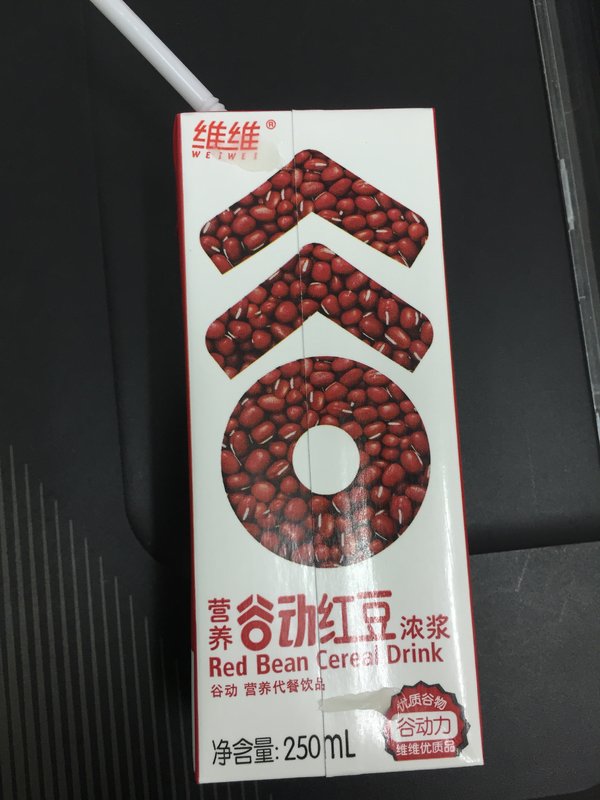 维维®
WEIWEI
营养 谷动红豆 浓浆
Red Bean Cereal Drink
谷动 营养代餐饮品
净含量: 250mL
优质谷物
谷动力
维维优质品